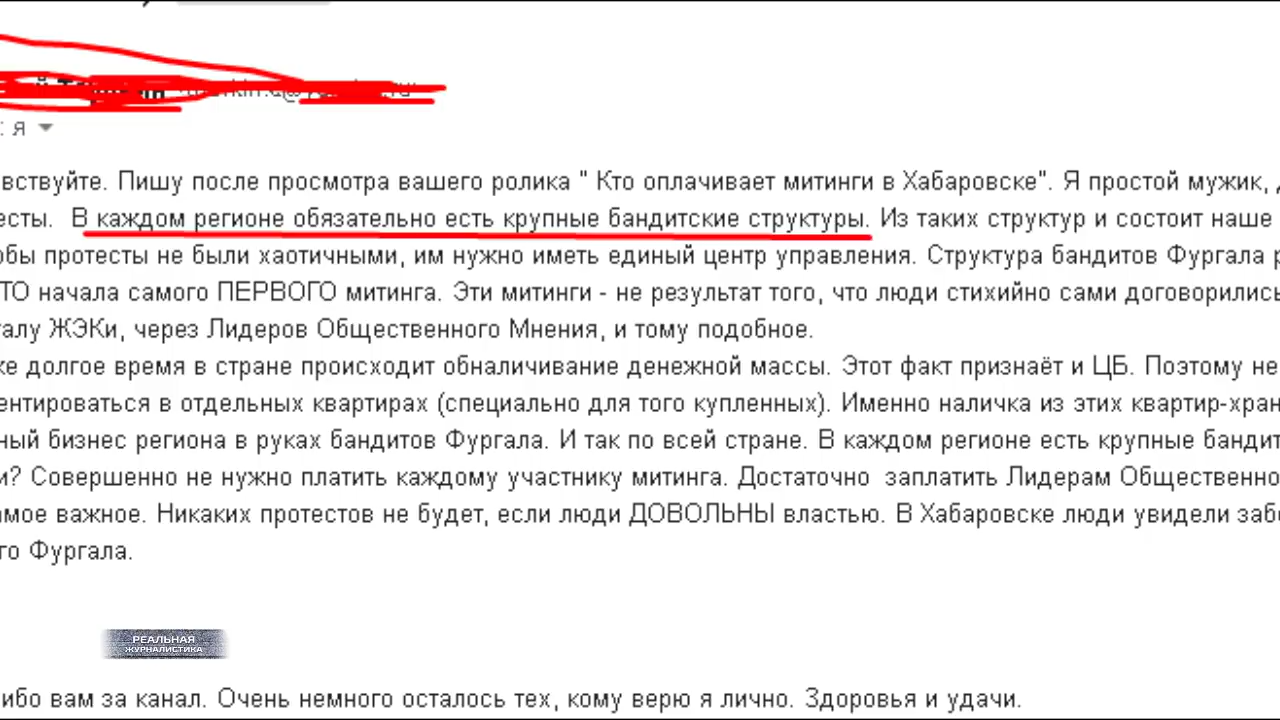 : я
вствуйте. Пишу после просмотра вашего ролика " Кто оплачивает митинги в Хабаровске". Я простой мужик,
есты. В каждом регионе обязательно есть крупные бандитские структуры. Из таких структур и состоит наше
обы протесты не были хаотичными, им нужно иметь единый центр управления. Структура бандитов Фургала р
ТО начала самого ПЕРВОГО митинга. Эти митинги - не результат того, что люди стихийно сами договорились
алу ЖЭКи, через Лидеров Общественного Мнения, и тому подобное.
ке долгое время в стране происходит обналичивание денежной массы. Этот факт признаёт и ЦБ. Поэтому не
ентироваться в отдельных квартирах (специально для того купленных). Именно наличка из этих квартир-хран
ный бизнес региона в руках бандитов Фургала. И так по всей стране. В каждом регионе есть крупные бандит
и? Совершенно не нужно платить каждому участнику митинга. Достаточно заплатить Лидерам Общественно
амое важное. Никаких протестов не будет, если люди ДОВОЛЬНЫ властью. В Хабаровске люди увидели забо
го Фургала.
РЕАЛЬНАЯ
ЖУРНАЛИСТИКА
ибо вам за канал. Очень немного осталось тех, кому верю я лично. Здоровья и удачи.